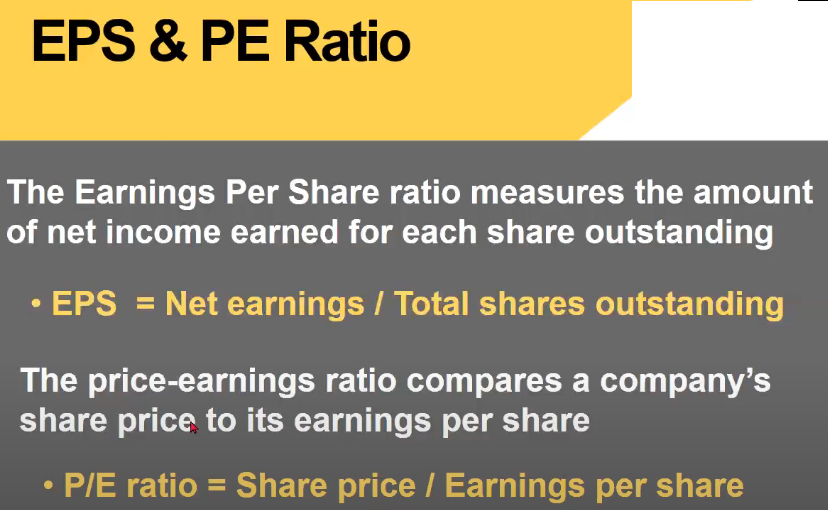 EPS & PE Ratio
The Earnings Per Share ratio measures the amount
of net income earned for each share outstanding
• EPS = Net earnings / Total shares outstanding
The price-earnings ratio compares a company’s
share price to its earnings per share
• P/E ratio = Share price / Earnings per share